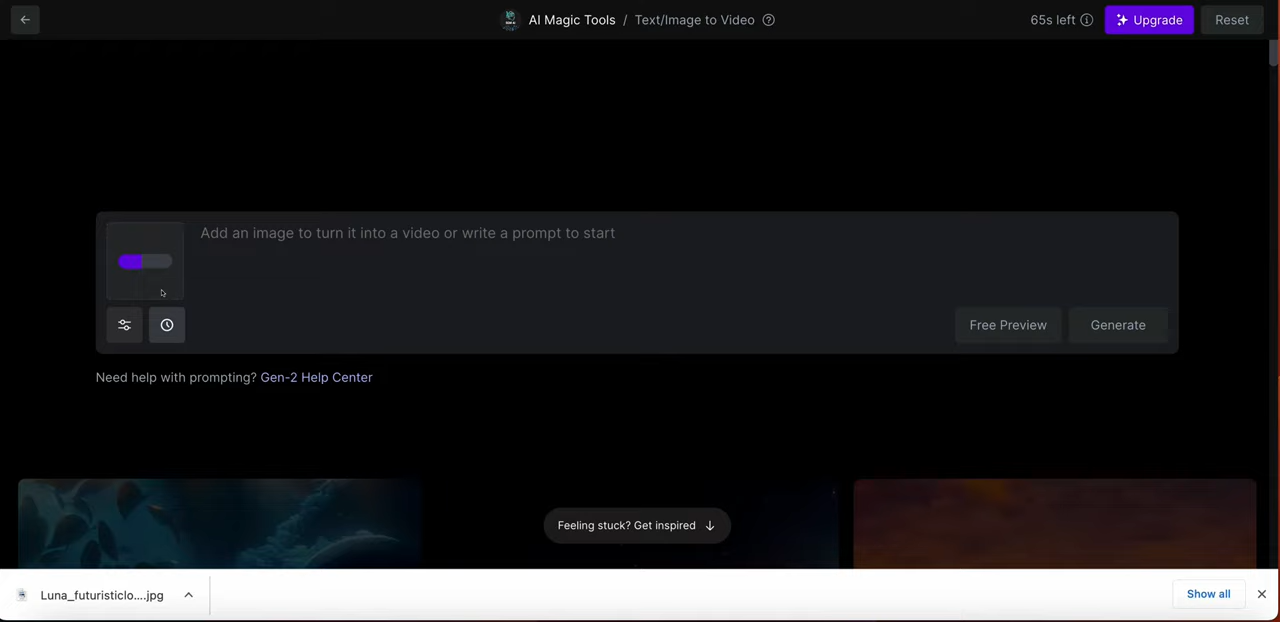 AI Magic Tools / Text/Image to Video
65s left
Upgrade
Reset
Add an image to turn it into a video or write a prompt to start
Free Preview
Generate
Need help with prompting? Gen-2 Help Center
Feeling stuck? Get inspired ↓
Luna_futuristiclo....jpg
Show all